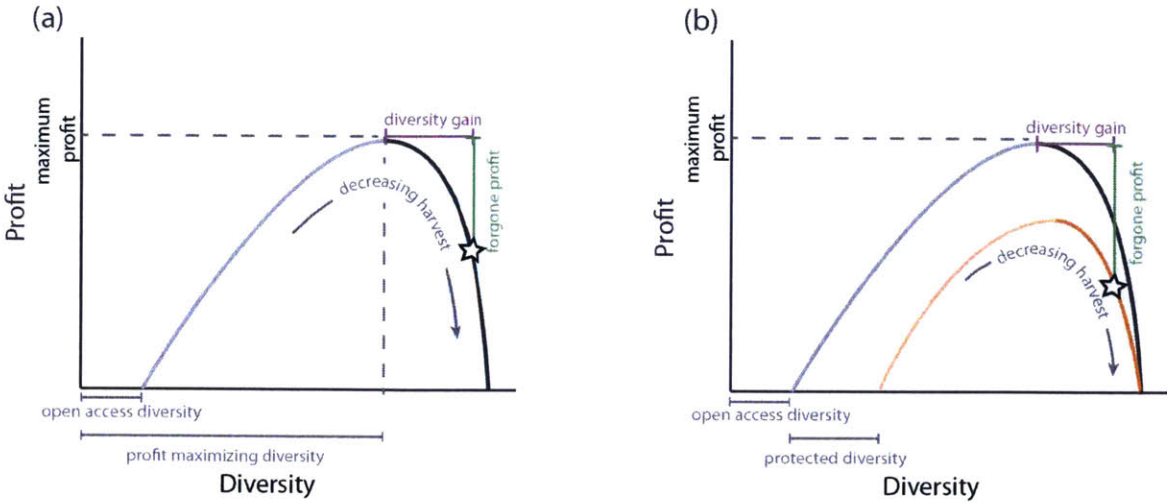 (a)
maximum
profit
Profit
diversity gain
decreasing harvest
forgone profit
open access diversity
profit maximizing diversity
Diversity
(b)
maximum
profit
Profit
diversity gain
decreasing harvest
forgone profit
open access diversity
protected diversity
Diversity